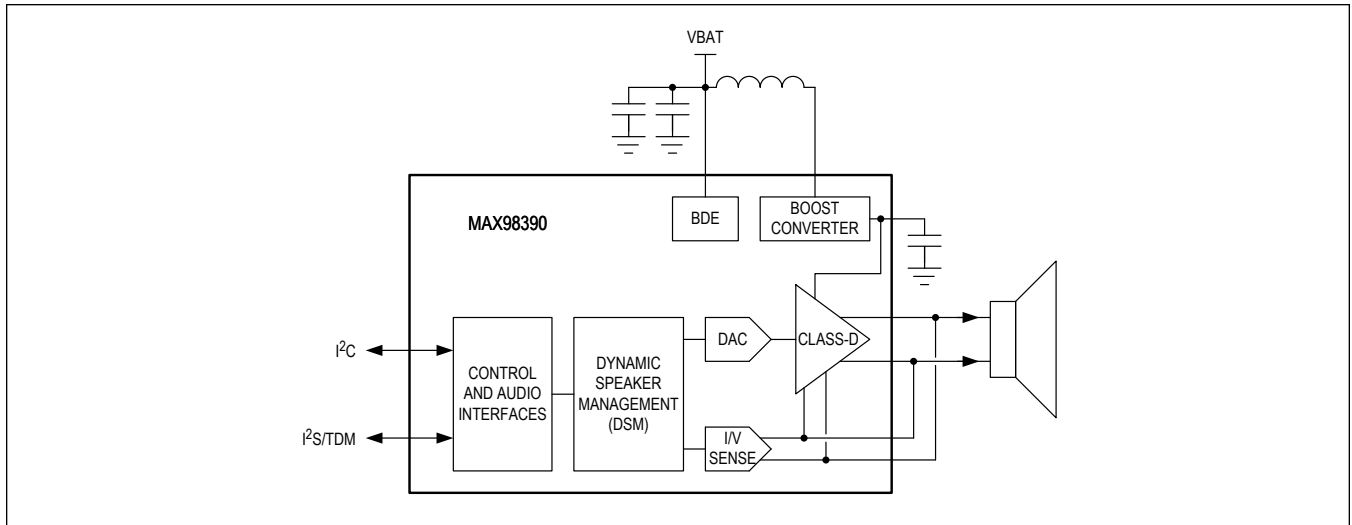 VBAT
MAX98390
BDE
BOOST
CONVERTER
I²C
I²S/TDM
CONTROL
AND AUDIO
INTERFACES
DYNAMIC
SPEAKER
MANAGEMENT
(DSM)
DAC
CLASS-D
I/V
SENSE